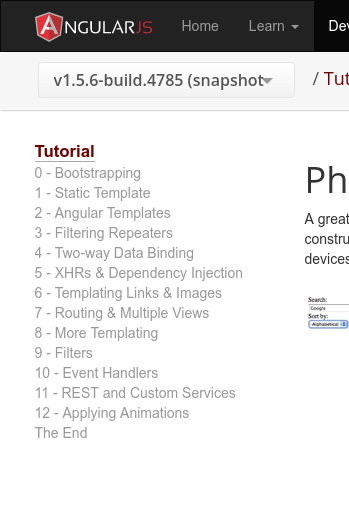 ANGULARJS Home Learn De
v1.5.6-build.4785 (snapshot / Tut
Tutorial
0 - Bootstrapping
1 - Static Template
2 - Angular Templates
3 - Filtering Repeaters
4 - Two-way Data Binding
5 - XHRs & Dependency Injection
6 - Templating Links & Images
7 - Routing & Multiple Views
8 - More Templating
9 - Filters
10 - Event Handlers
11 - REST and Custom Services
12 - Applying Animations
The End
Ph
A great
constru
devices
Search:
Google
Sort by:
Alphabetical